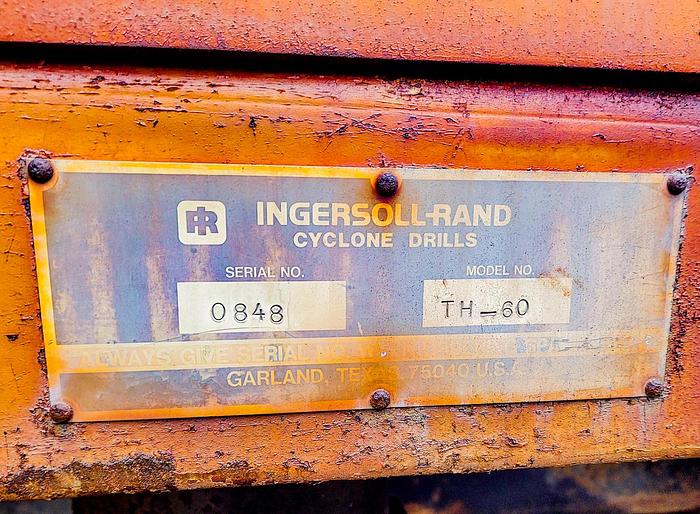 IR INGERSOLL-RAND
CYCLONE DRILLS
SERIAL NO. MODEL NO.
0848 TH-60
ALWAYS GIVE SERIAL
GARLAND, TEXAS 75040 U.S.A.